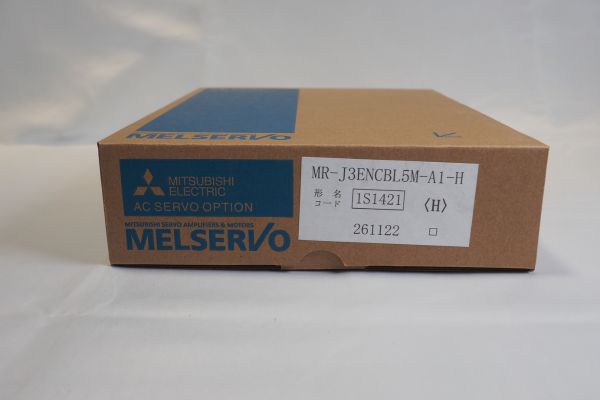 MELSERVO
MITSUBISHI
ELECTRIC
AC SERVO OPTION
MITSUBISHI SERVO AMPLIFIERS & MOTORS
MELSERVO
MR-J3ENCBL5M-A1-H
形名
コード
1S1421
〈H〉
261122
□